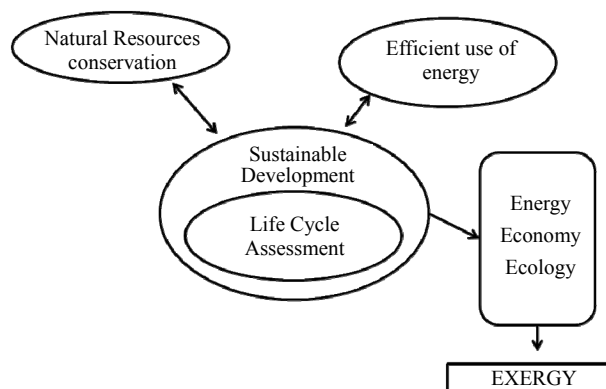 Natural Resources
conservation
Efficient use of
energy
Sustainable
Development
Life Cycle
Assessment
Energy
Economy
Ecology
EXERGY